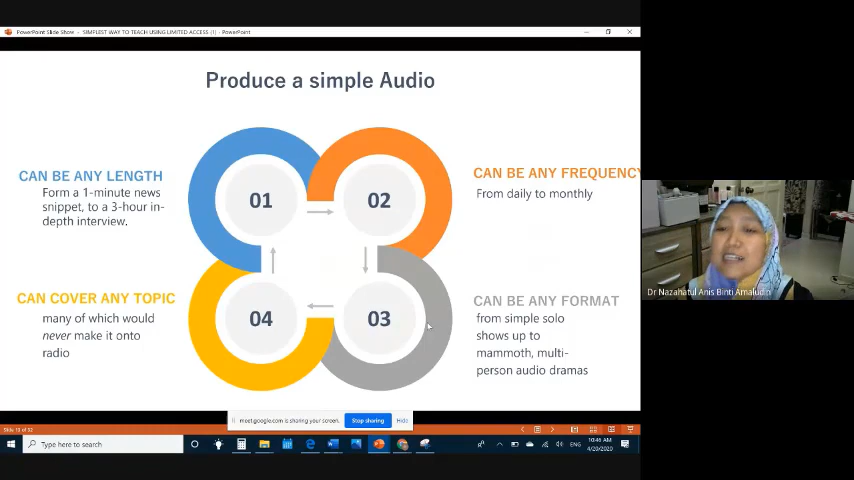 PowerPoint Slide Show - SIMPLIEST WAY TO TEACH USING LIMITED ACCESS (1) - PowerPoint
Produce a simple Audio
CAN BE ANY LENGTH
Form a 1-minute news
snippet, to a 3-hour in-
depth interview.
01
02
CAN BE ANY FREQUENCY
From daily to monthly
CAN COVER ANY TOPIC
many of which would
never make it onto
radio
04
03
CAN BE ANY FORMAT
from simple solo
shows up to
mammoth, multi-
person audio dramas
Dr Nazahatul Anis Binti Amaludin
meet.google.com is sharing your screen.
Stop sharing
Hide
Type here to search
ENG
10:46 AM
4/20/2020